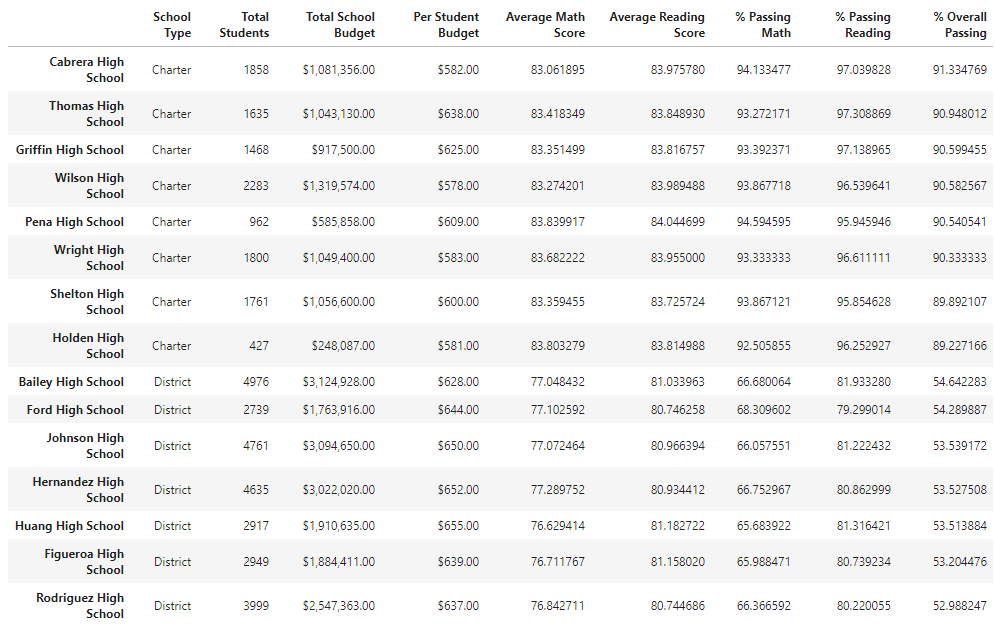 School Type Total Students Total School Budget Per Student Budget Average Math Score Average Reading Score % Passing Math % Passing Reading % Overall Passing
Cabrera High School Charter 1858 $1,081,356.00 $582.00 83.061895 83.975780 94.133477 97.039828 91.334769
Thomas High School Charter 1635 $1,043,130.00 $638.00 83.418349 83.848930 93.272171 97.308869 90.948012
Griffin High School Charter 1468 $917,500.00 $625.00 83.351499 83.816757 93.392371 97.138965 90.599455
Wilson High School Charter 2283 $1,319,574.00 $578.00 83.274201 83.989488 93.867718 96.539641 90.582567
Pena High School Charter 962 $585,858.00 $609.00 83.839917 84.044699 94.594595 95.945946 90.540541
Wright High School Charter 1800 $1,049,400.00 $583.00 83.682222 83.955000 93.333333 96.611111 90.333333
Shelton High School Charter 1761 $1,056,600.00 $600.00 83.359455 83.725724 93.867121 95.854628 89.892107
Holden High School Charter 427 $248,087.00 $581.00 83.803279 83.814988 92.505855 96.252927 89.227166
Bailey High School District 4976 $3,124,928.00 $628.00 77.048432 81.033963 66.680064 81.933280 54.642283
Ford High School District 2739 $1,763,916.00 $644.00 77.102592 80.746258 68.309602 79.299014 54.289887
Johnson High School District 4761 $3,094,650.00 $650.00 77.072464 80.966394 66.057551 81.222432 53.539172
Hernandez High School District 4635 $3,022,020.00 $652.00 77.289752 80.934412 66.752967 80.862999 53.527508
Huang High School District 2917 $1,910,635.00 $655.00 76.629414 81.182722 65.683922 81.316421 53.513884
Figueroa High School District 2949 $1,884,411.00 $639.00 76.711767 81.158020 65.988471 80.739234 53.204476
Rodriguez High School District 3999 $2,547,363.00 $637.00 76.842711 80.744686 66.366592 80.220055 52.988247